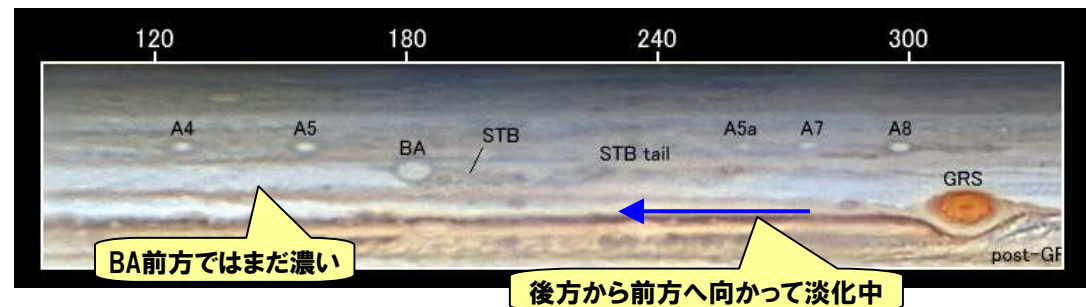 120 180 240 300
A4 A5 BA STB STB tail A5a A7 A8
GRS
post-GR
BA前方ではまだ濃い
後方から前方へ向かって淡化中